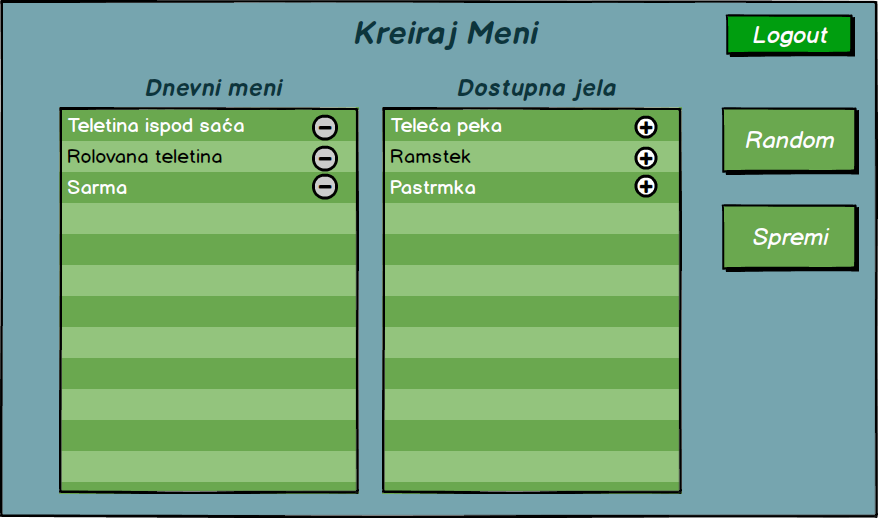 Kreiraj Meni
Logout
Dnevni meni
Dostupna jela
Teletina ispod saća
Rolovana teletina
Sarma
Teleća peka
Ramstek
Pastrmka
Random
Spremi